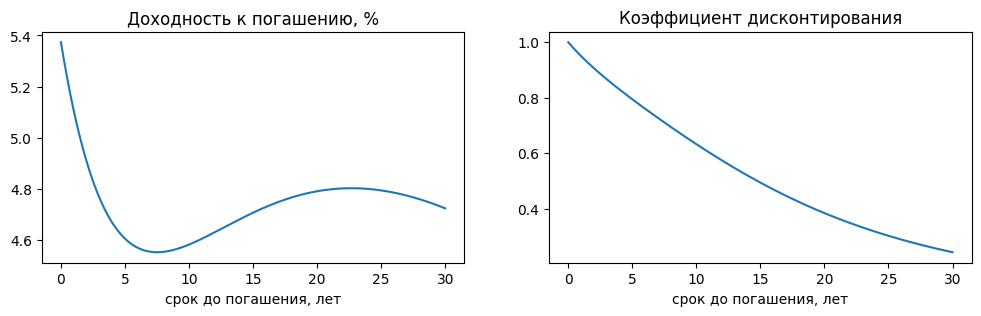 Доходность к погашению, %
5.4
5.2
5.0
4.8
4.6
0 5 10 15 20 25 30
срок до погашения, лет
Коэффициент дисконтирования
1.0
0.8
0.6
0.4
0 5 10 15 20 25 30
срок до погашения, лет